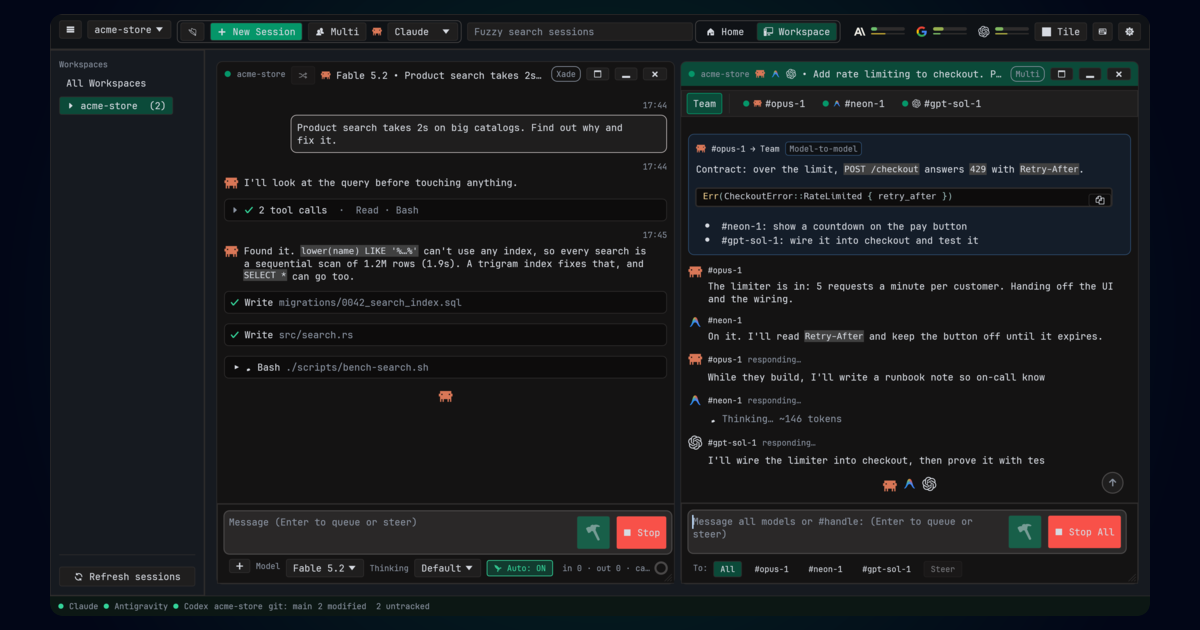 acme-store
+ New Session
Multi
Claude
Fuzzy search sessions
Home
Workspace
Tile
Workspaces
All Workspaces
acme-store (2)
Refresh sessions
acme-store
Fable 5.2 • Product search takes 2s…
Xade
17:44
Product search takes 2s on big catalogs. Find out why and
fix it.
17:44
I'll look at the query before touching anything.
2 tool calls · Read · Bash
17:45
Found it. lower(name) LIKE '%…%' can't use any index, so every search is
a sequential scan of 1.2M rows (1.9s). A trigram index fixes that, and
SELECT * can go too.
Write migrations/0042_search_index.sql
Write src/search.rs
Bash ./scripts/bench-search.sh
Message (Enter to queue or steer)
Stop
+ Model Fable 5.2 Thinking Default Auto: ON in 0 · out 0 · ca…
acme-store • Add rate limiting to checkout. P…
Multi
Team
#opus-1
#neon-1
#gpt-sol-1
#opus-1 → Team Model-to-model
Contract: over the limit, POST /checkout answers 429 with Retry-After.
Err(CheckoutError::RateLimited { retry_after })
• #neon-1: show a countdown on the pay button
• #gpt-sol-1: wire it into checkout and test it
#opus-1
The limiter is in: 5 requests a minute per customer. Handing off the UI
and the wiring.
#neon-1
On it. I'll read Retry-After and keep the button off until it expires.
#opus-1 responding…
While they build, I'll write a runbook note so on-call know
#neon-1 responding…
Thinking… ~146 tokens
#gpt-sol-1 responding…
I'll wire the limiter into checkout, then prove it with tes
Message all models or #handle: (Enter to queue or
steer)
Stop All
To: All #opus-1 #neon-1 #gpt-sol-1 Steer
Claude Antigravity Codex acme-store git: main 2 modified 2 untracked